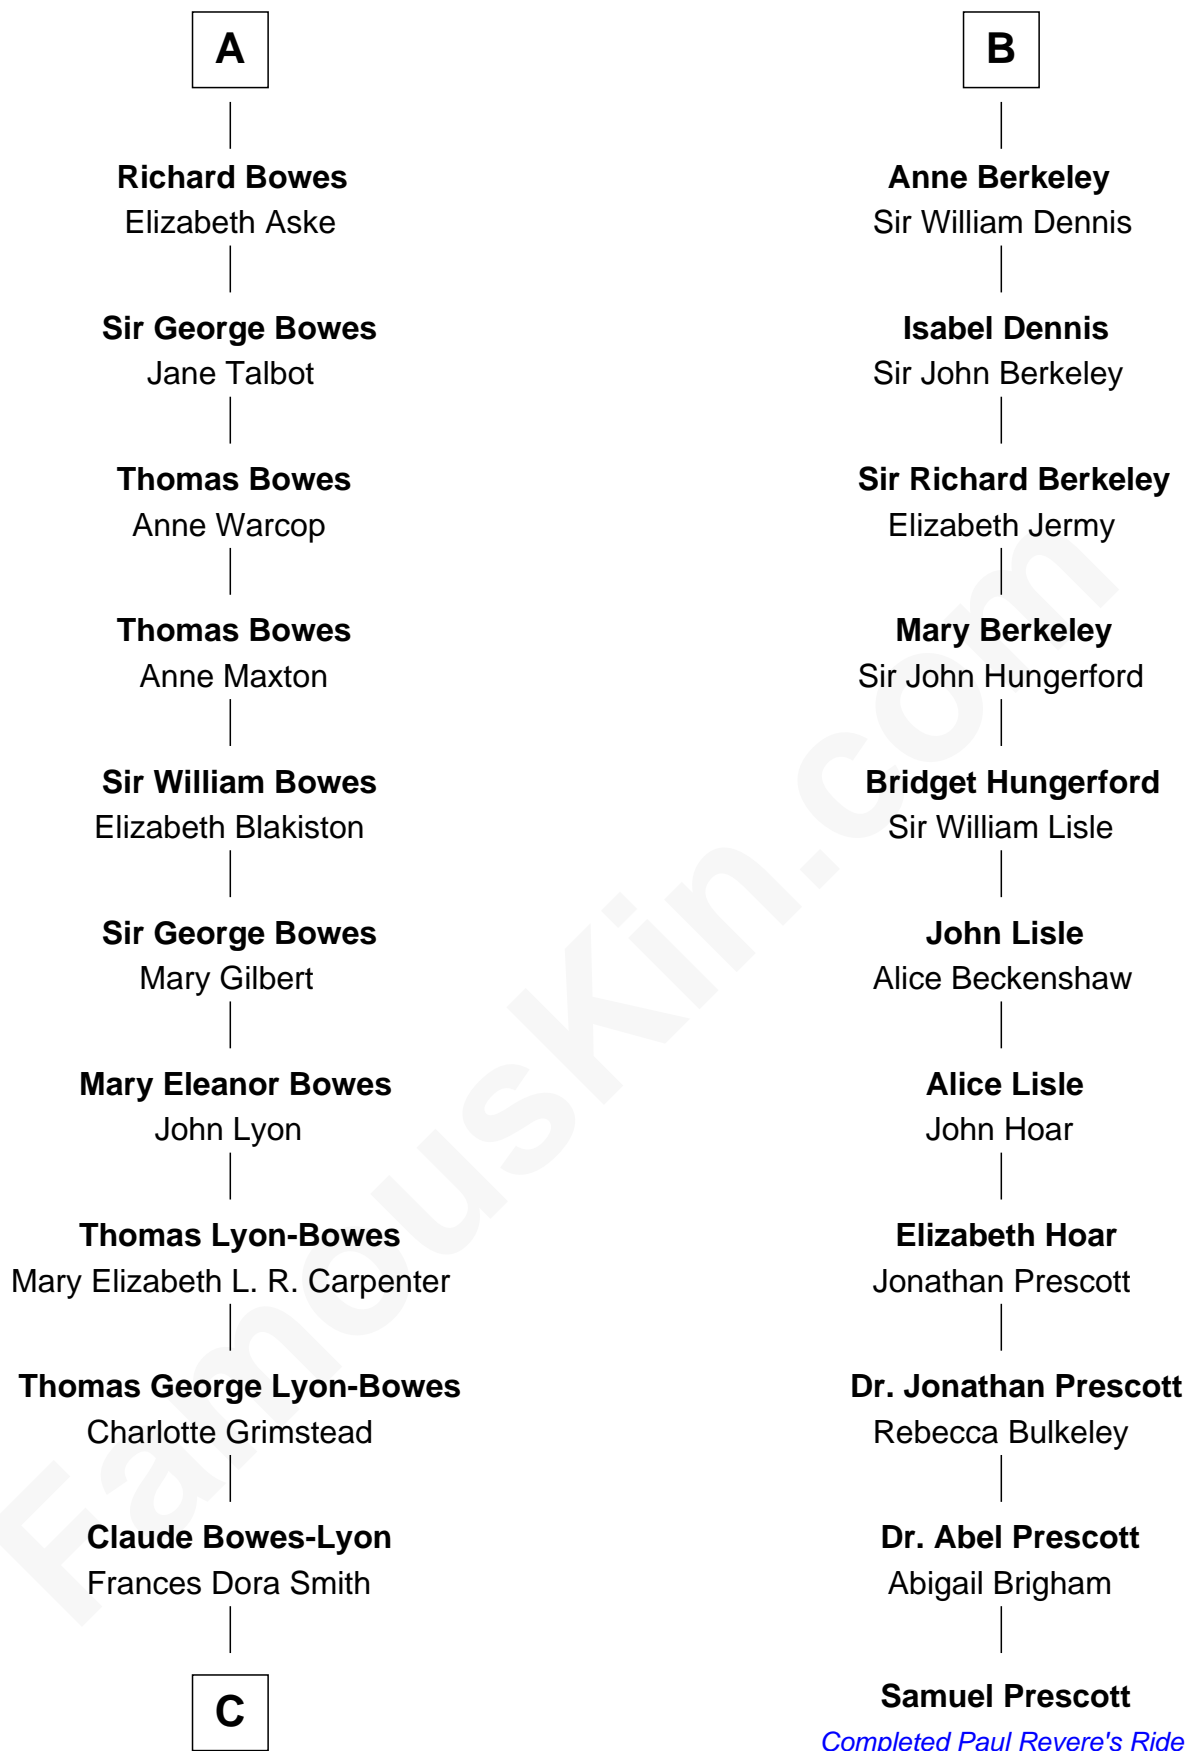 A
Richard Bowes
Elizabeth Aske
Sir George Bowes
Jane Talbot
Thomas Bowes
Anne Warcop
Thomas Bowes
Anne Maxton
Sir William Bowes
Elizabeth Blakiston
Sir George Bowes
Mary Gilbert
Mary Eleanor Bowes
John Lyon
Thomas Lyon-Bowes
Mary Elizabeth L. R. Carpenter
Thomas George Lyon-Bowes
Charlotte Grimstead
Claude Bowes-Lyon
Frances Dora Smith
C
B
Anne Berkeley
Sir William Dennis
Isabel Dennis
Sir John Berkeley
Sir Richard Berkeley
Elizabeth Jermy
Mary Berkeley
Sir John Hungerford
Bridget Hungerford
Sir William Lisle
John Lisle
Alice Beckenshaw
Alice Lisle
John Hoar
Elizabeth Hoar
Jonathan Prescott
Dr. Jonathan Prescott
Rebecca Bulkeley
Dr. Abel Prescott
Abigail Brigham
Samuel Prescott
Completed Paul Revere's Ride
FamousKin.com